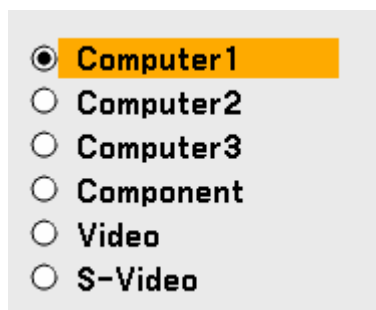 Computer1
Computer2
Computer3
Component
Video
S-Video